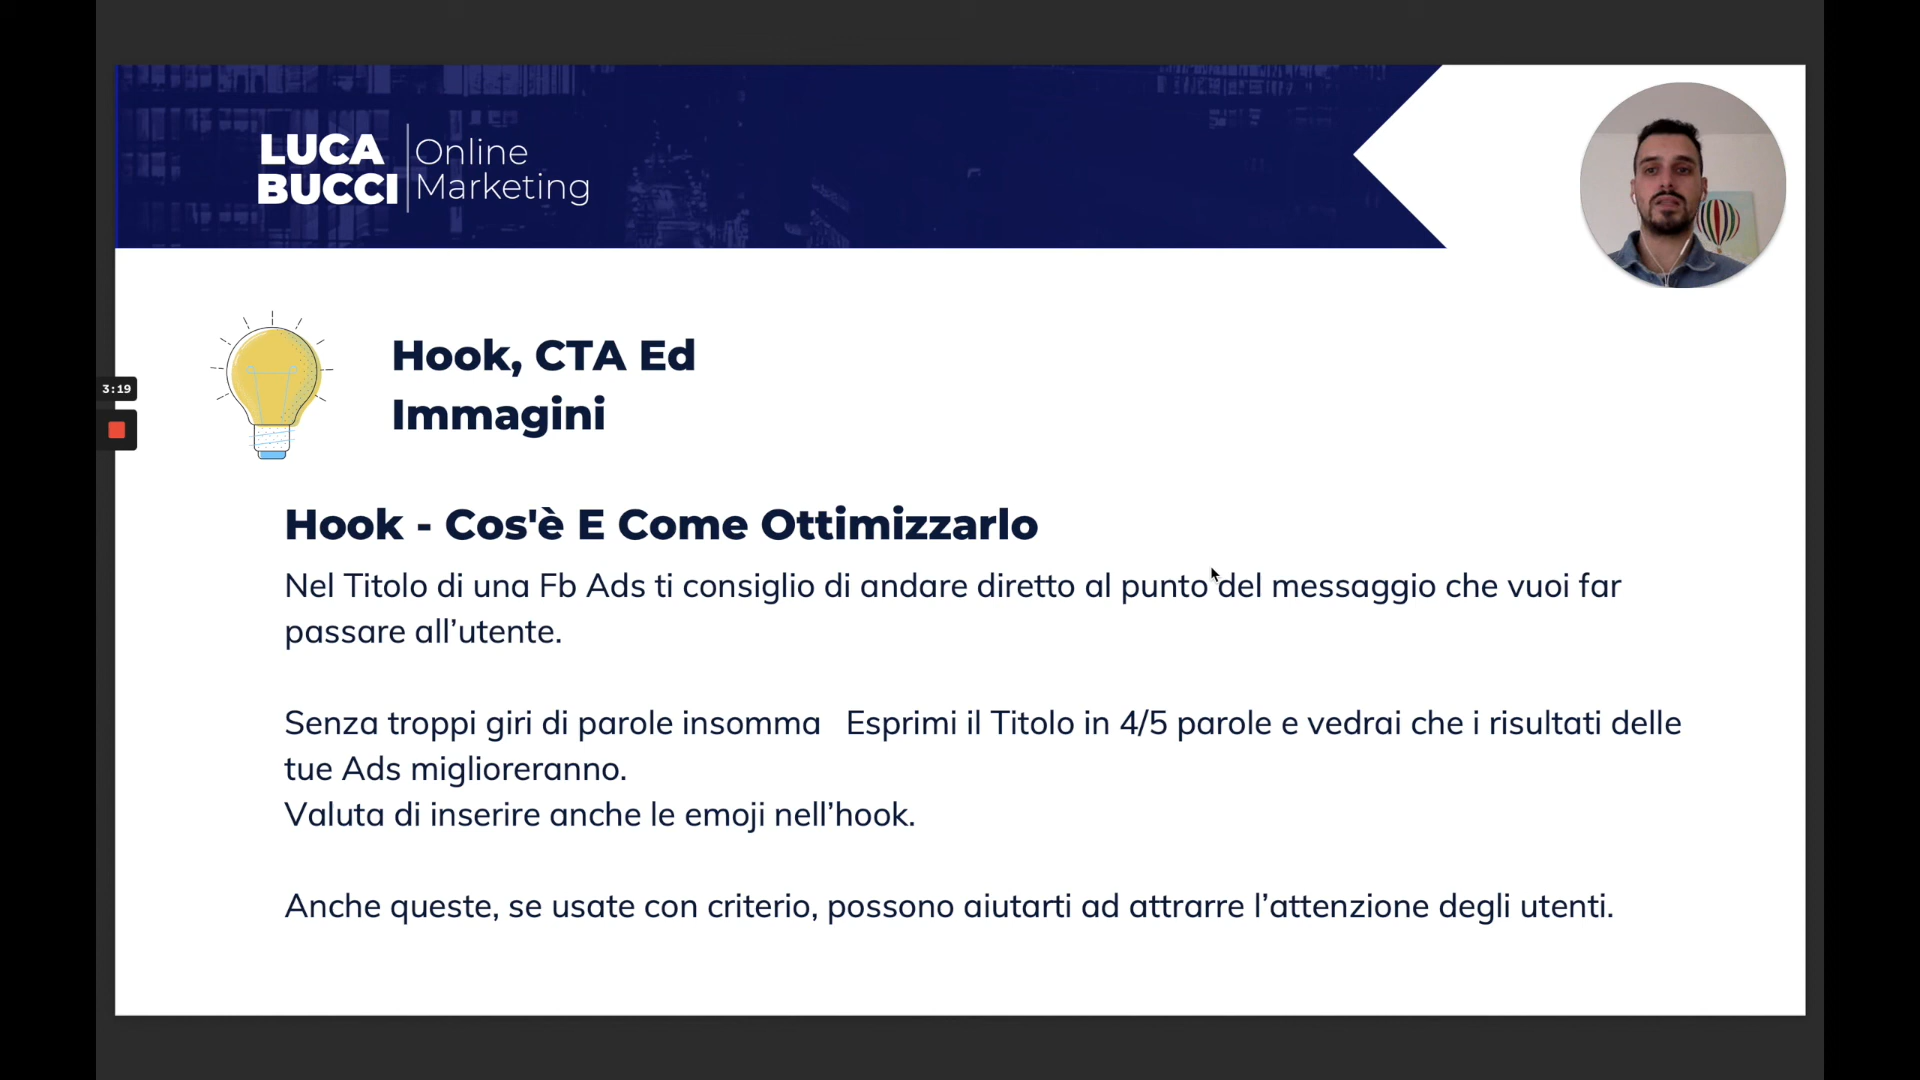 LUCA
BUCCI
Online
Marketing
3:19
Hook, CTA Ed
Immagini
Hook - Cos'è E Come Ottimizzarlo
Nel Titolo di una Fb Ads ti consiglio di andare diretto al punto del messaggio che vuoi far
passare all’utente.
Senza troppi giri di parole insomma   Esprimi il Titolo in 4/5 parole e vedrai che i risultati delle
tue Ads miglioreranno.
Valuta di inserire anche le emoji nell’hook.
Anche queste, se usate con criterio, possono aiutarti ad attrarre l’attenzione degli utenti.